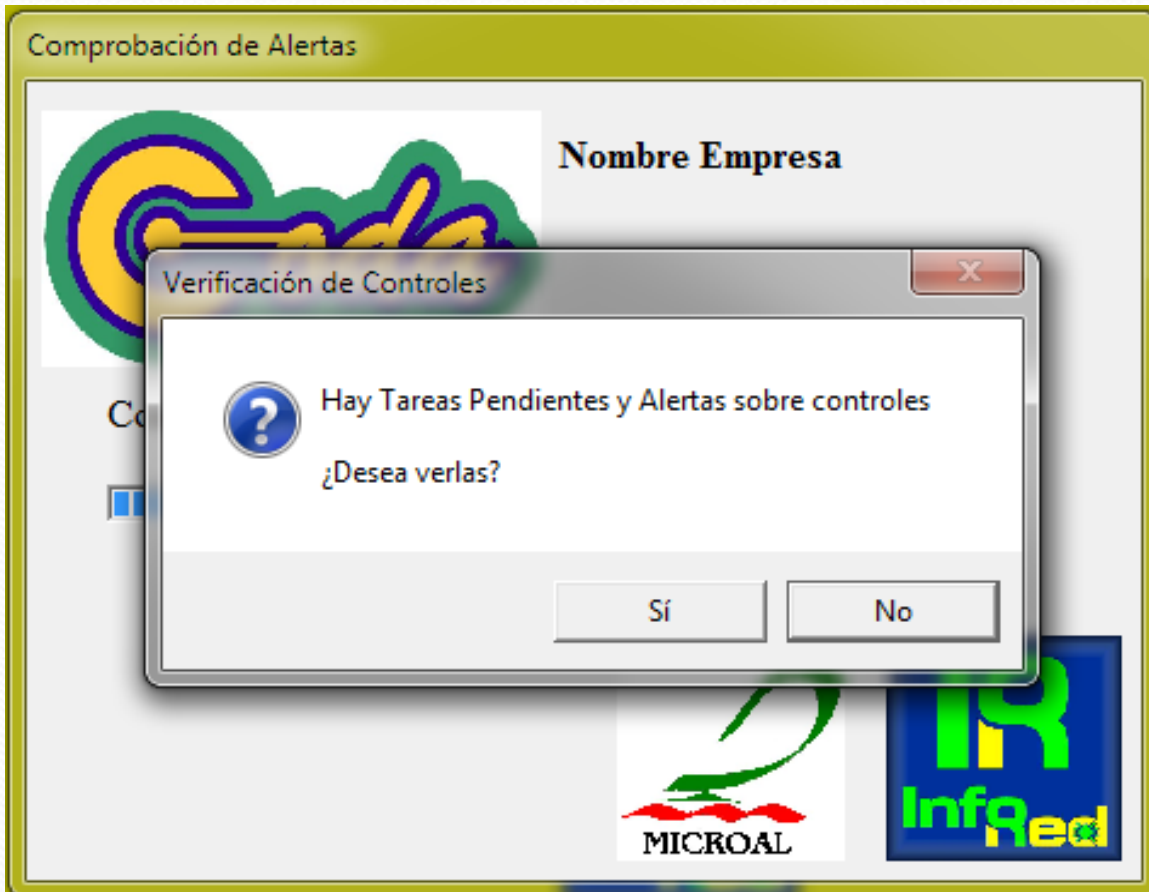 Comprobación de Alertas
Nombre Empresa
Verificación de Controles
Hay Tareas Pendientes y Alertas sobre controles
¿Desea verlas?
Sí
No
MICROAL
InfoRed